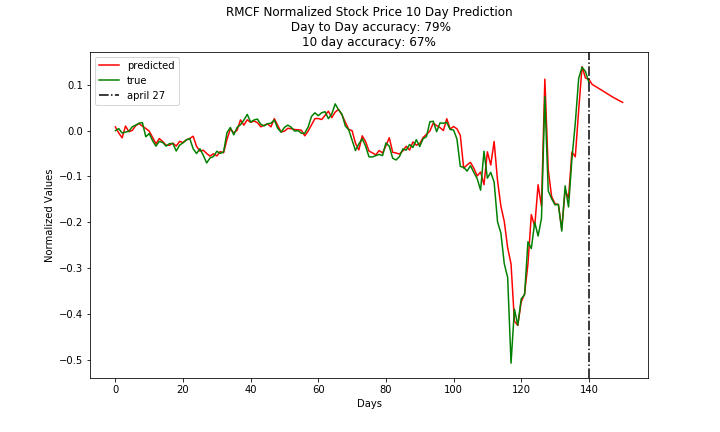 RMCF Normalized Stock Price 10 Day Prediction
Day to Day accuracy: 79%
10 day accuracy: 67%
predicted
true
april 27
0.1
0.0
−0.1
−0.2
−0.3
−0.4
−0.5
Normalized Values
0 20 40 60 80 100 120 140
Days